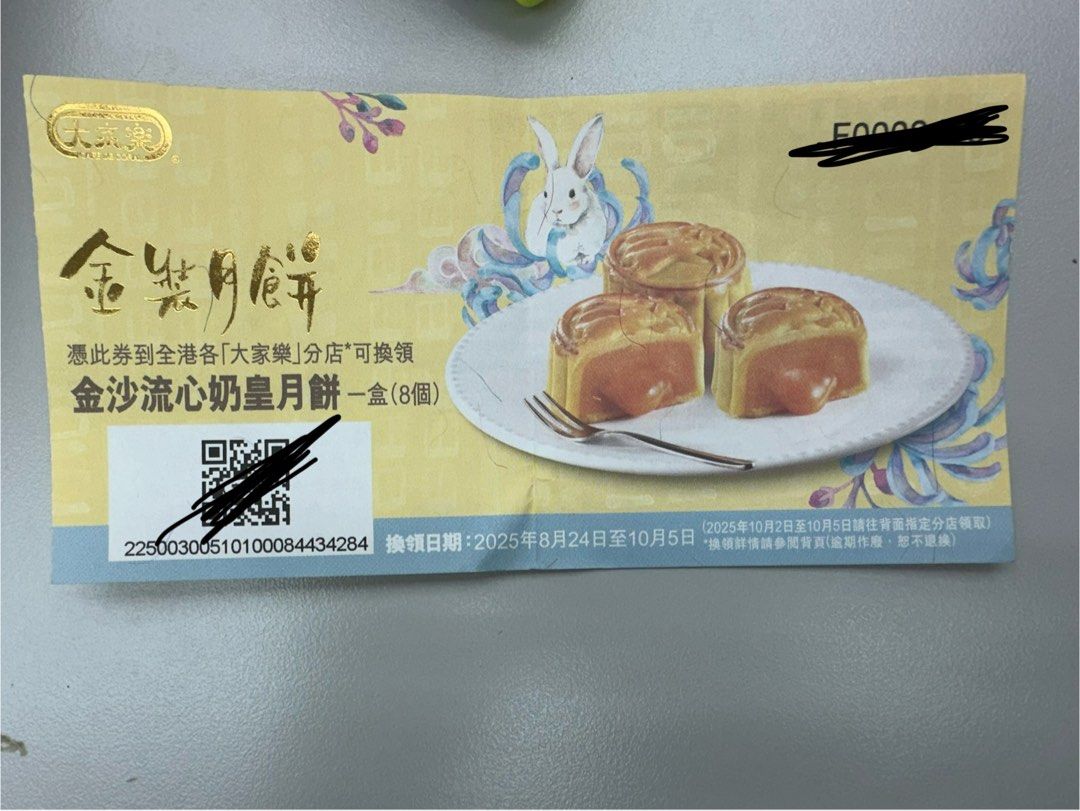 大家樂
金裝月餅
憑此券到全港各「大家樂」分店*可換領
金沙流心奶皇月餅 一盒(8個)
22500300510100084434284
換領日期：2025年8月24日至10月5日 (2025年10月2日至10月5日請往背面指定分店領取)
*換領詳情請參閱背頁(逾期作廢，恕不退換)